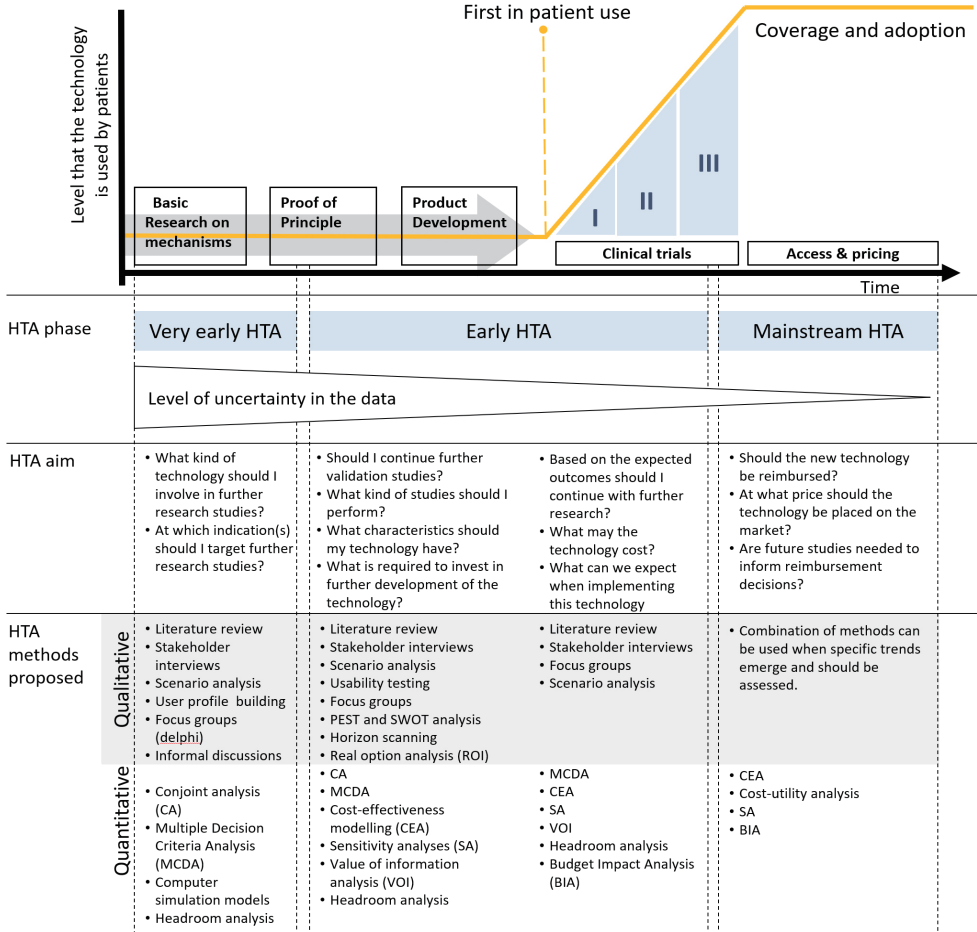 First in patient use
Coverage and adoption
Level that the technology
is used by patients
Basic
Research on
mechanisms
Proof of
Principle
Product
Development
I
II
III
Clinical trials
Access & pricing
Time
HTA phase
Very early HTA
Early HTA
Mainstream HTA
Level of uncertainty in the data
HTA aim
• What kind of
technology should I
involve in further
research studies?
• At which indication(s)
should I target further
research studies?
• Should I continue further
validation studies?
• What kind of studies should I
perform?
• What characteristics should
my technology have?
• What is required to invest in
further development of the
technology?
• Based on the expected
outcomes should I
continue with further
research?
• What may the
technology cost?
• What can we expect
when implementing
this technology
• Should the new technology
be reimbursed?
• At what price should the
technology be placed on the
market?
• Are future studies needed to
inform reimbursement
decisions?
HTA
methods
proposed
Qualitative
• Literature review
• Stakeholder
interviews
• Scenario analysis
• User profile building
• Focus groups
(delphi)
• Informal discussions
• Literature review
• Stakeholder interviews
• Scenario analysis
• Usability testing
• Focus groups
• PEST and SWOT analysis
• Horizon scanning
• Real option analysis (ROI)
• Literature review
• Stakeholder interviews
• Focus groups
• Scenario analysis
• Combination of methods can
be used when specific trends
emerge and should be
assessed.
Quantitative
• Conjoint analysis
(CA)
• Multiple Decision
Criteria Analysis
(MCDA)
• Computer
simulation models
• Headroom analysis
• CA
• MCDA
• Cost-effectiveness
modelling (CEA)
• Sensitivity analyses (SA)
• Value of information
analysis (VOI)
• Headroom analysis
• MCDA
• CEA
• SA
• VOI
• Headroom analysis
• Budget Impact Analysis
(BIA)
• CEA
• Cost-utility analysis
• SA
• BIA